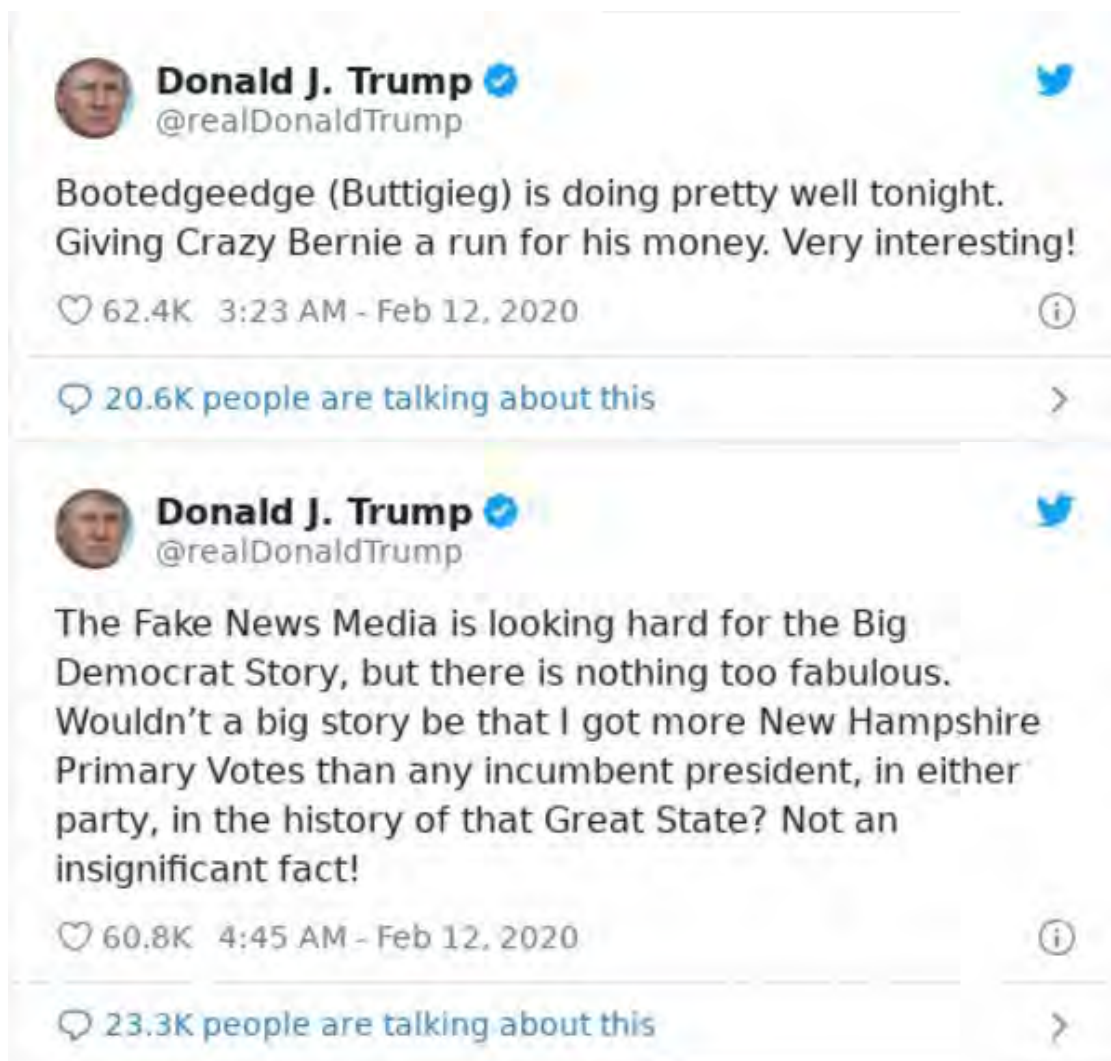 Donald J. Trump
@realDonaldTrump
Bootedgeedge (Buttigieg) is doing pretty well tonight.
Giving Crazy Bernie a run for his money. Very interesting!
62.4K 3:23 AM - Feb 12, 2020
20.6K people are talking about this
Donald J. Trump
@realDonaldTrump
The Fake News Media is looking hard for the Big
Democrat Story, but there is nothing too fabulous.
Wouldn’t a big story be that I got more New Hampshire
Primary Votes than any incumbent president, in either
party, in the history of that Great State? Not an
insignificant fact!
60.8K 4:45 AM - Feb 12, 2020
23.3K people are talking about this